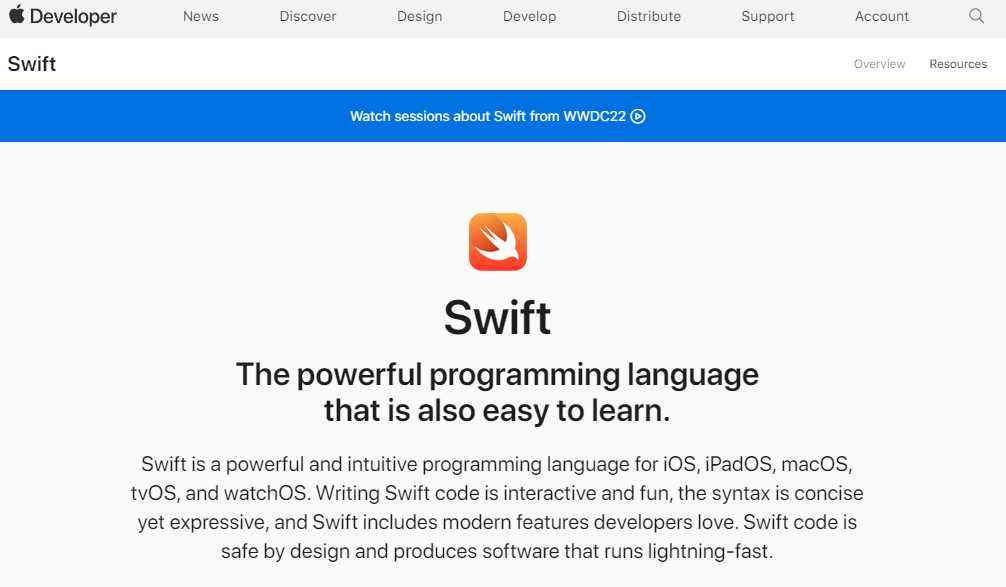 Developer News Discover Design Develop Distribute Support Account
Swift Overview Resources
Watch sessions about Swift from WWDC22
Swift
The powerful programming language
that is also easy to learn.
Swift is a powerful and intuitive programming language for iOS, iPadOS, macOS,
tvOS, and watchOS. Writing Swift code is interactive and fun, the syntax is concise
yet expressive, and Swift includes modern features developers love. Swift code is
safe by design and produces software that runs lightning-fast.